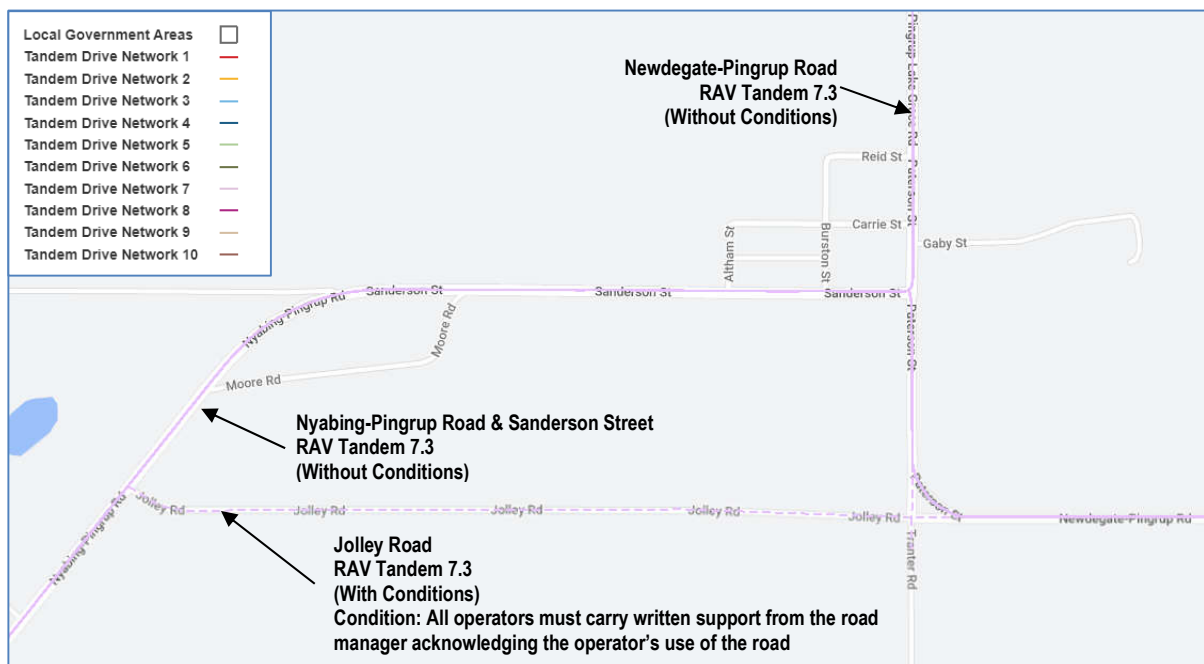 Local Government Areas
Tandem Drive Network 1
Tandem Drive Network 2
Tandem Drive Network 3
Tandem Drive Network 4
Tandem Drive Network 5
Tandem Drive Network 6
Tandem Drive Network 7
Tandem Drive Network 8
Tandem Drive Network 9
Tandem Drive Network 10
Pingrup Lake Grace Rd
Newdegate-Pingrup Road
RAV Tandem 7.3
(Without Conditions)
Reid St
Paterson St
Carrie St
Gaby St
Altham St
Burston St
Sanderson St
Sanderson St
Sanderson St
Nyabing Pingrup Rd
Moore Rd
Moore Rd
Paterson St
Nyabing-Pingrup Road & Sanderson Street
RAV Tandem 7.3
(Without Conditions)
Nyabing Pingrup Rd
Jolley Rd
Jolley Rd
Jolley Rd
Jolley Rd
Jolley Rd
Paterson St
Newdegate-Pingrup Rd
Tranter Rd
Jolley Road
RAV Tandem 7.3
(With Conditions)
Condition: All operators must carry written support from the road
manager acknowledging the operator's use of the road